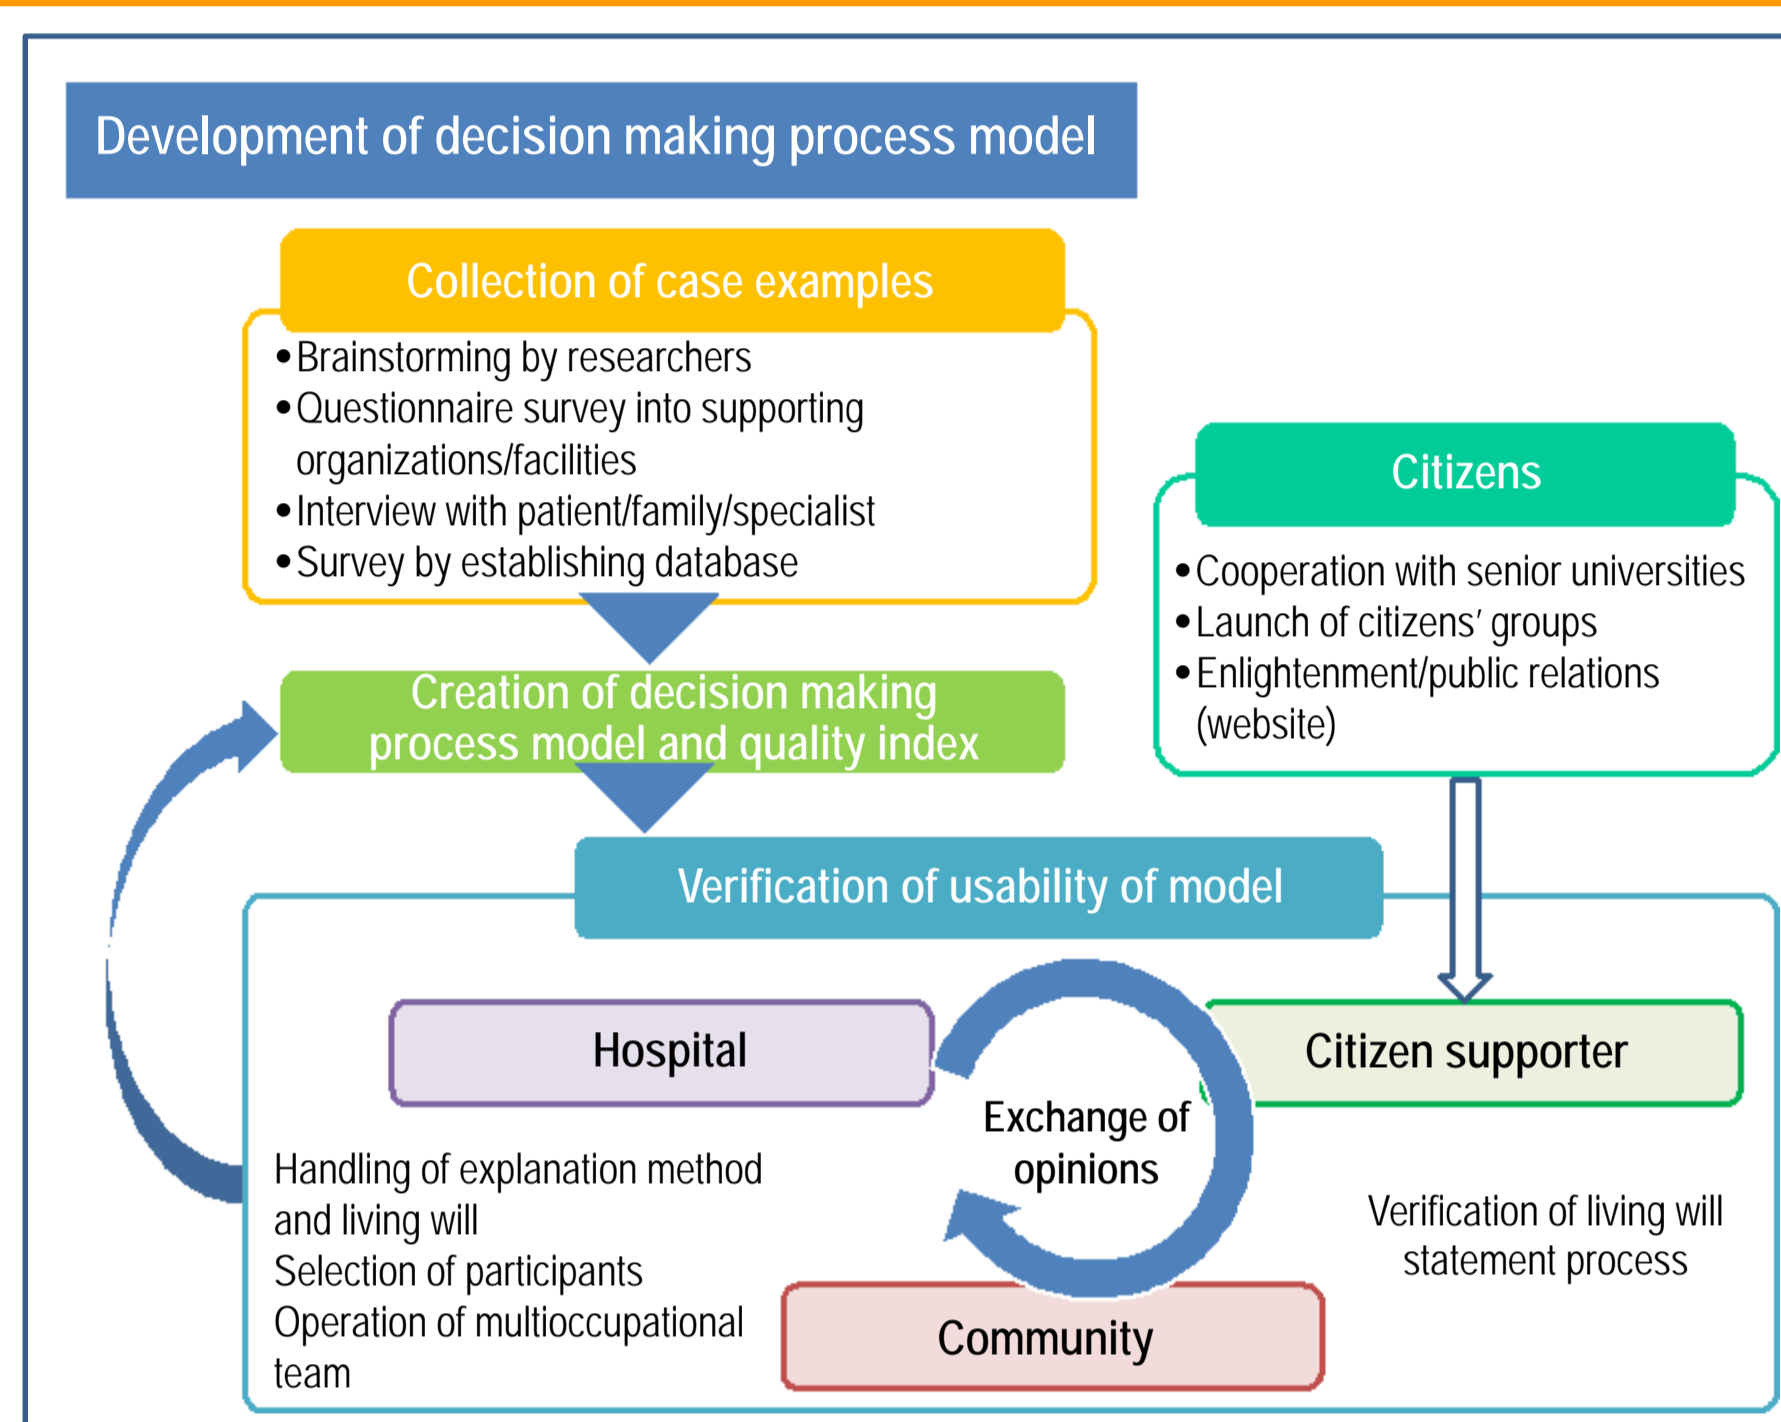 Development of decision making process model
Collection of case examples
•Brainstorming by researchers
•Questionnaire survey into supporting
organizations/facilities
•Interview with patient/family/specialist
•Survey by establishing database
Citizens
•Cooperation with senior universities
•Launch of citizens’ groups
•Enlightenment/public relations
(website)
Creation of decision making
process model and quality index
Verification of usability of model
Hospital
Citizen supporter
Exchange of
opinions
Handling of explanation method
and living will
Selection of participants
Operation of multioccupational
team
Verification of living will
statement process
Community